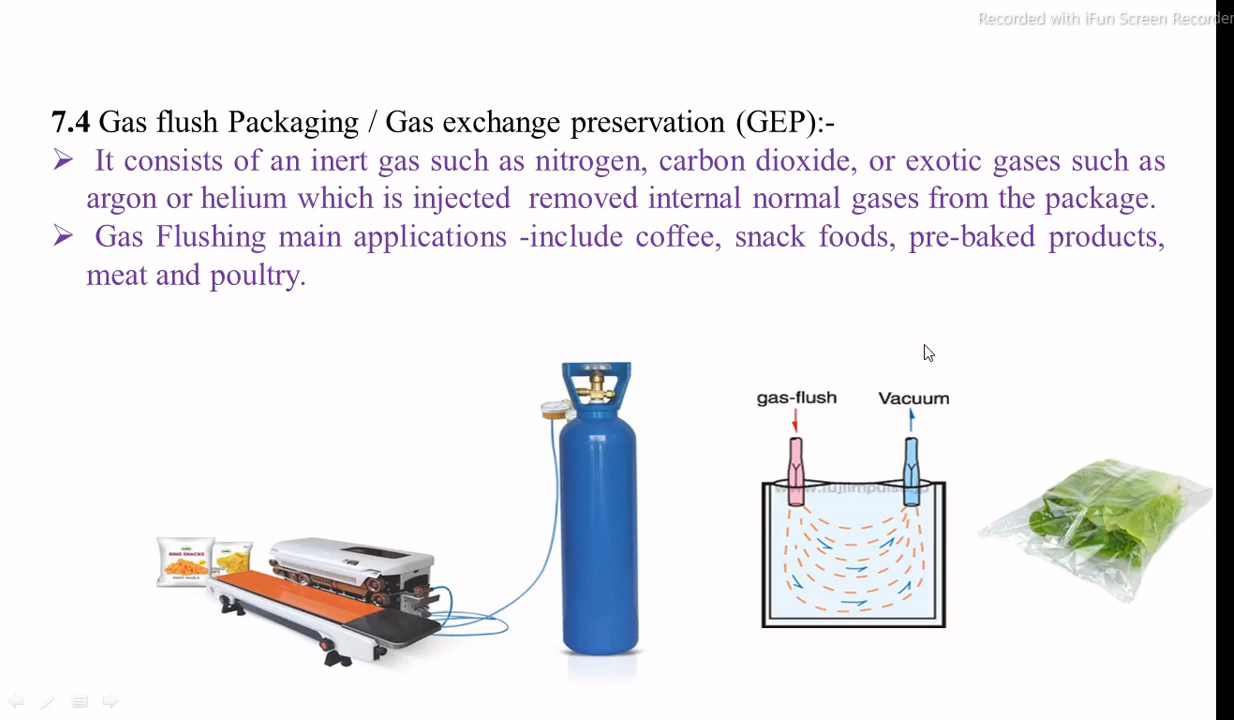 Recorded with iFun Screen Recorder
7.4 Gas flush Packaging / Gas exchange preservation (GEP):-
➢ It consists of an inert gas such as nitrogen, carbon dioxide, or exotic gases such as
argon or helium which is injected removed internal normal gases from the package.
➢ Gas Flushing main applications -include coffee, snack foods, pre-baked products,
meat and poultry.
gas-flush
Vacuum
RING SNACKS